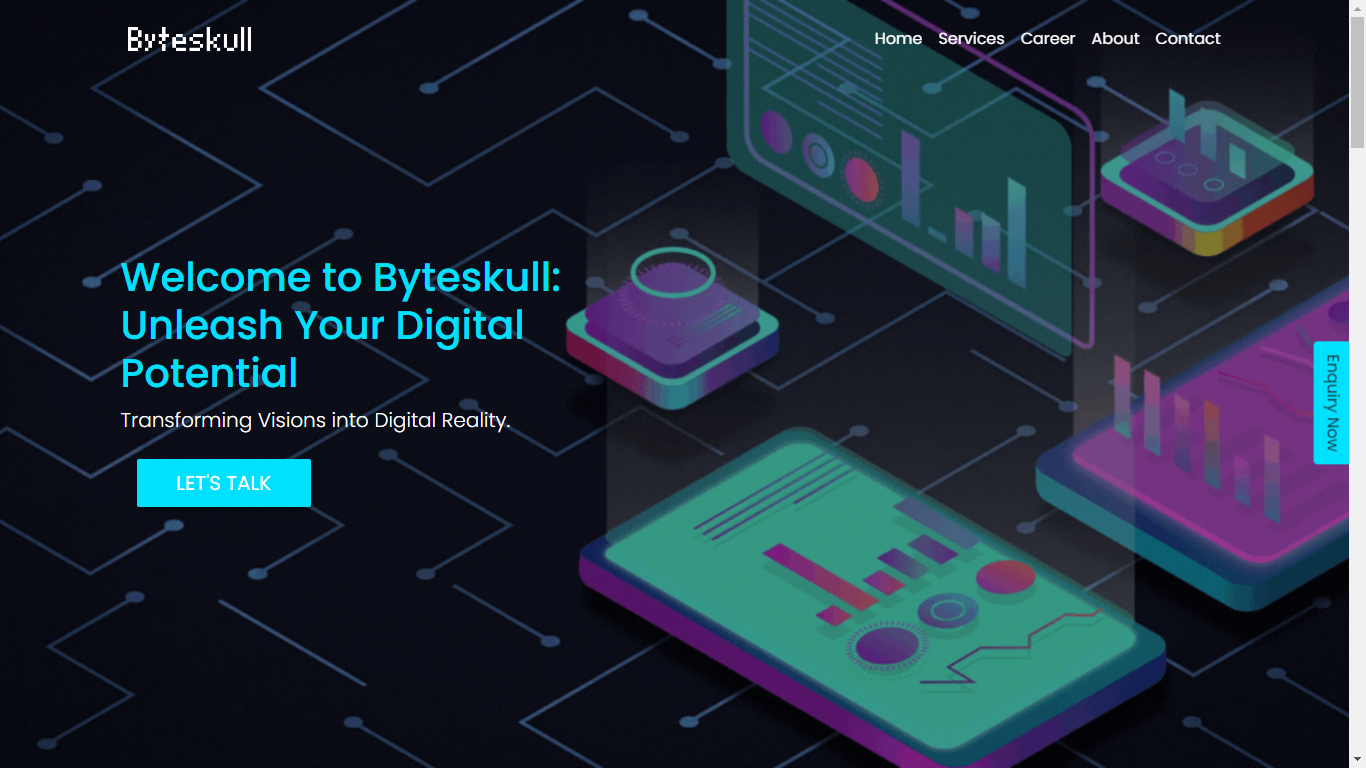 Byteskull
Home Services Career About Contact
Welcome to Byteskull:
Unleash Your Digital
Potential
Transforming Visions into Digital Reality.
LET'S TALK
Enquiry Now